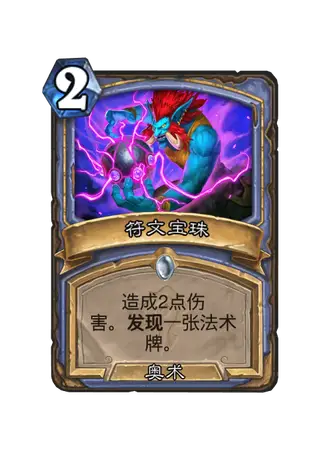 2
符文宝珠
造成2点伤
害。发现一张法术
牌。
奥术